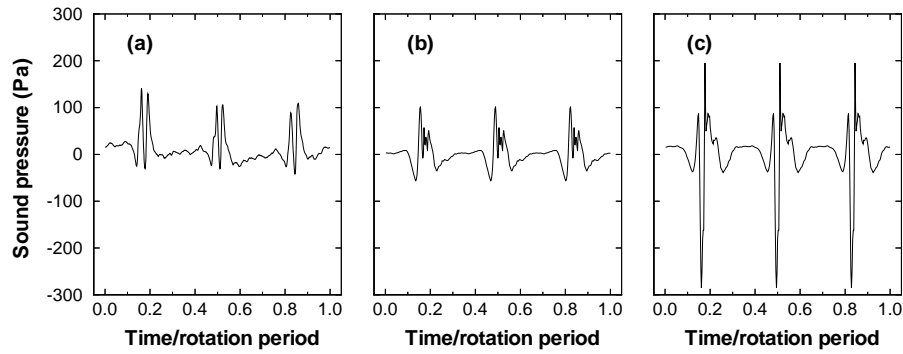 (a) (b) (c)
Sound pressure (Pa)
300
200
100
0
-100
-200
-300
0.0 0.2 0.4 0.6 0.8 1.0 0.0 0.2 0.4 0.6 0.8 1.0 0.0 0.2 0.4 0.6 0.8 1.0
Time/rotation period Time/rotation period Time/rotation period